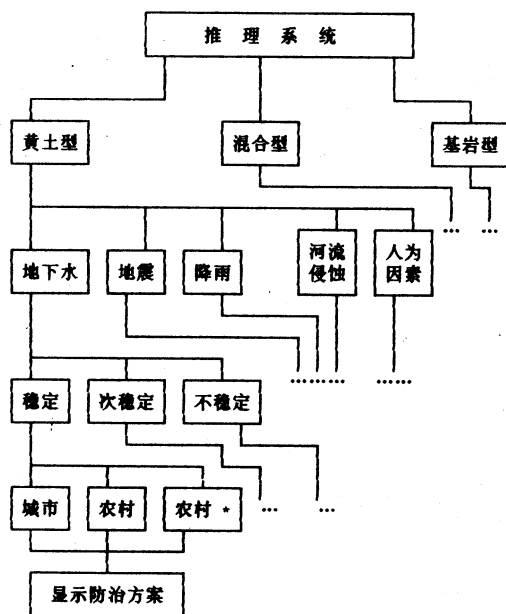 推理系统
黄土型
混合型
基岩型
… …
地下水
地震
降雨
河流
侵蚀
人为
因素
……… ……
稳定
次稳定
不稳定
… …
城市
农村
农村 *
显示防治方案